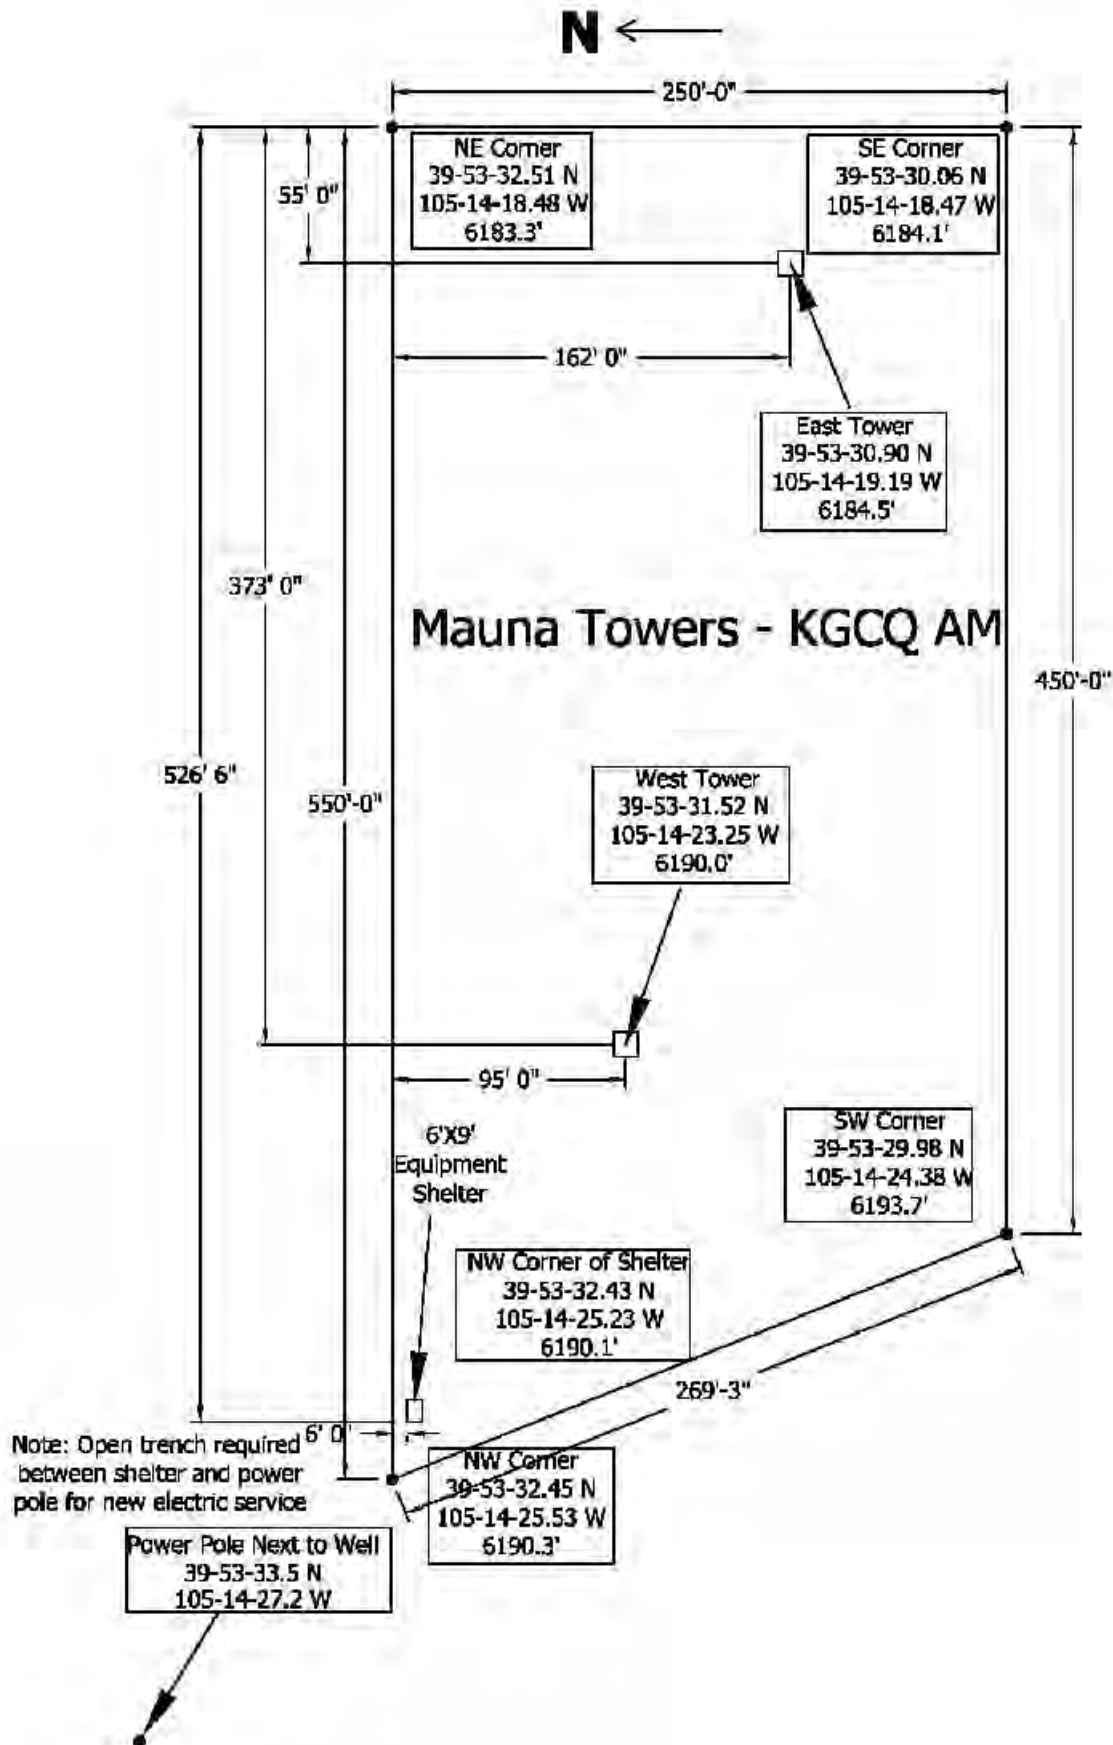 N
250'-0"
NE Corner
39-53-32.51 N
105-14-18.48 W
6183.3'
SE Corner
39-53-30.06 N
105-14-18.47 W
6184.1'
55' 0"
162' 0"
East Tower
39-53-30.90 N
105-14-19.19 W
6184.5'
373' 0"
Mauna Towers - KGCQ AM
450'-0"
526' 6"
550'-0"
West Tower
39-53-31.52 N
105-14-23.25 W
6190.0'
95' 0"
6'X9'
Equipment
Shelter
SW Corner
39-53-29.98 N
105-14-24.38 W
6193.7'
NW Corner of Shelter
39-53-32.43 N
105-14-25.23 W
6190.1'
269'-3"
6' 0"
Note: Open trench required
between shelter and power
pole for new electric service
NW Corner
39-53-32.45 N
105-14-25.53 W
6190.3'
Power Pole Next to Well
39-53-33.5 N
105-14-27.2 W